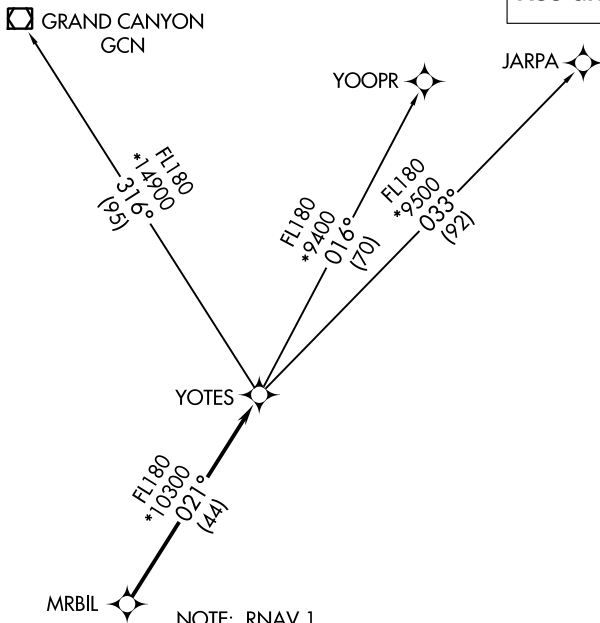 GRAND CANYON
GCN
YOOPR
JARPA
FL180
*14900
316°
(95)
FL180
*9400
016°
(70)
FL180
*9500
033°
(92)
YOTES
FL180
*10300
021°
(44)
MRBIL
NOTE: RNAV 1